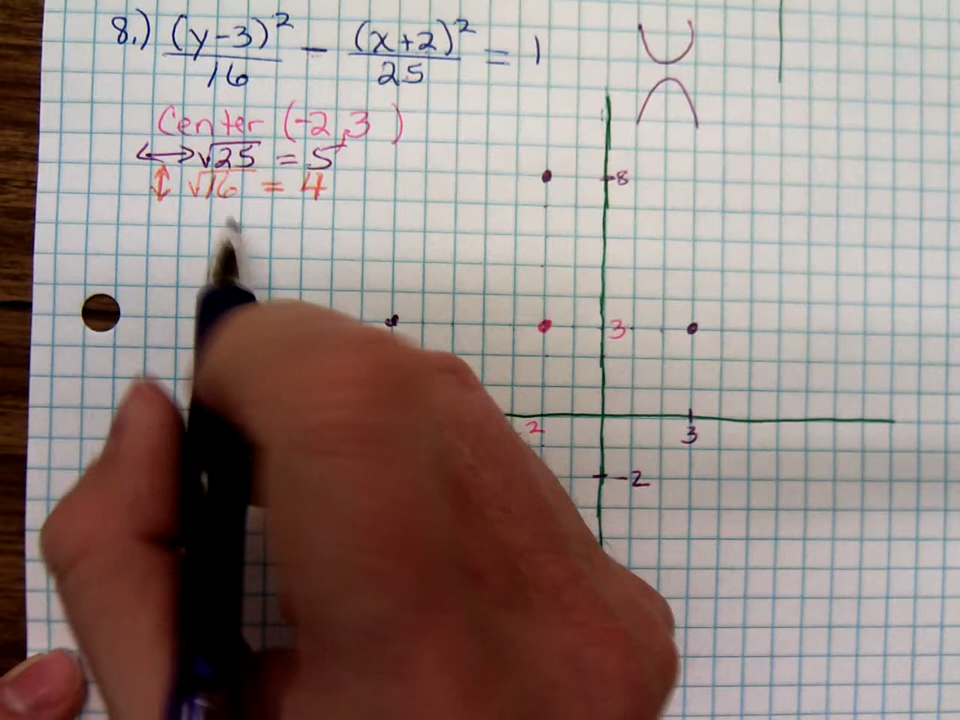 8.) (y-3)²/16 - (x+2)²/25 = 1
Center (-2,3)
↔ √25 = 5
↕ √16 = 4
8
3
2
3
-2